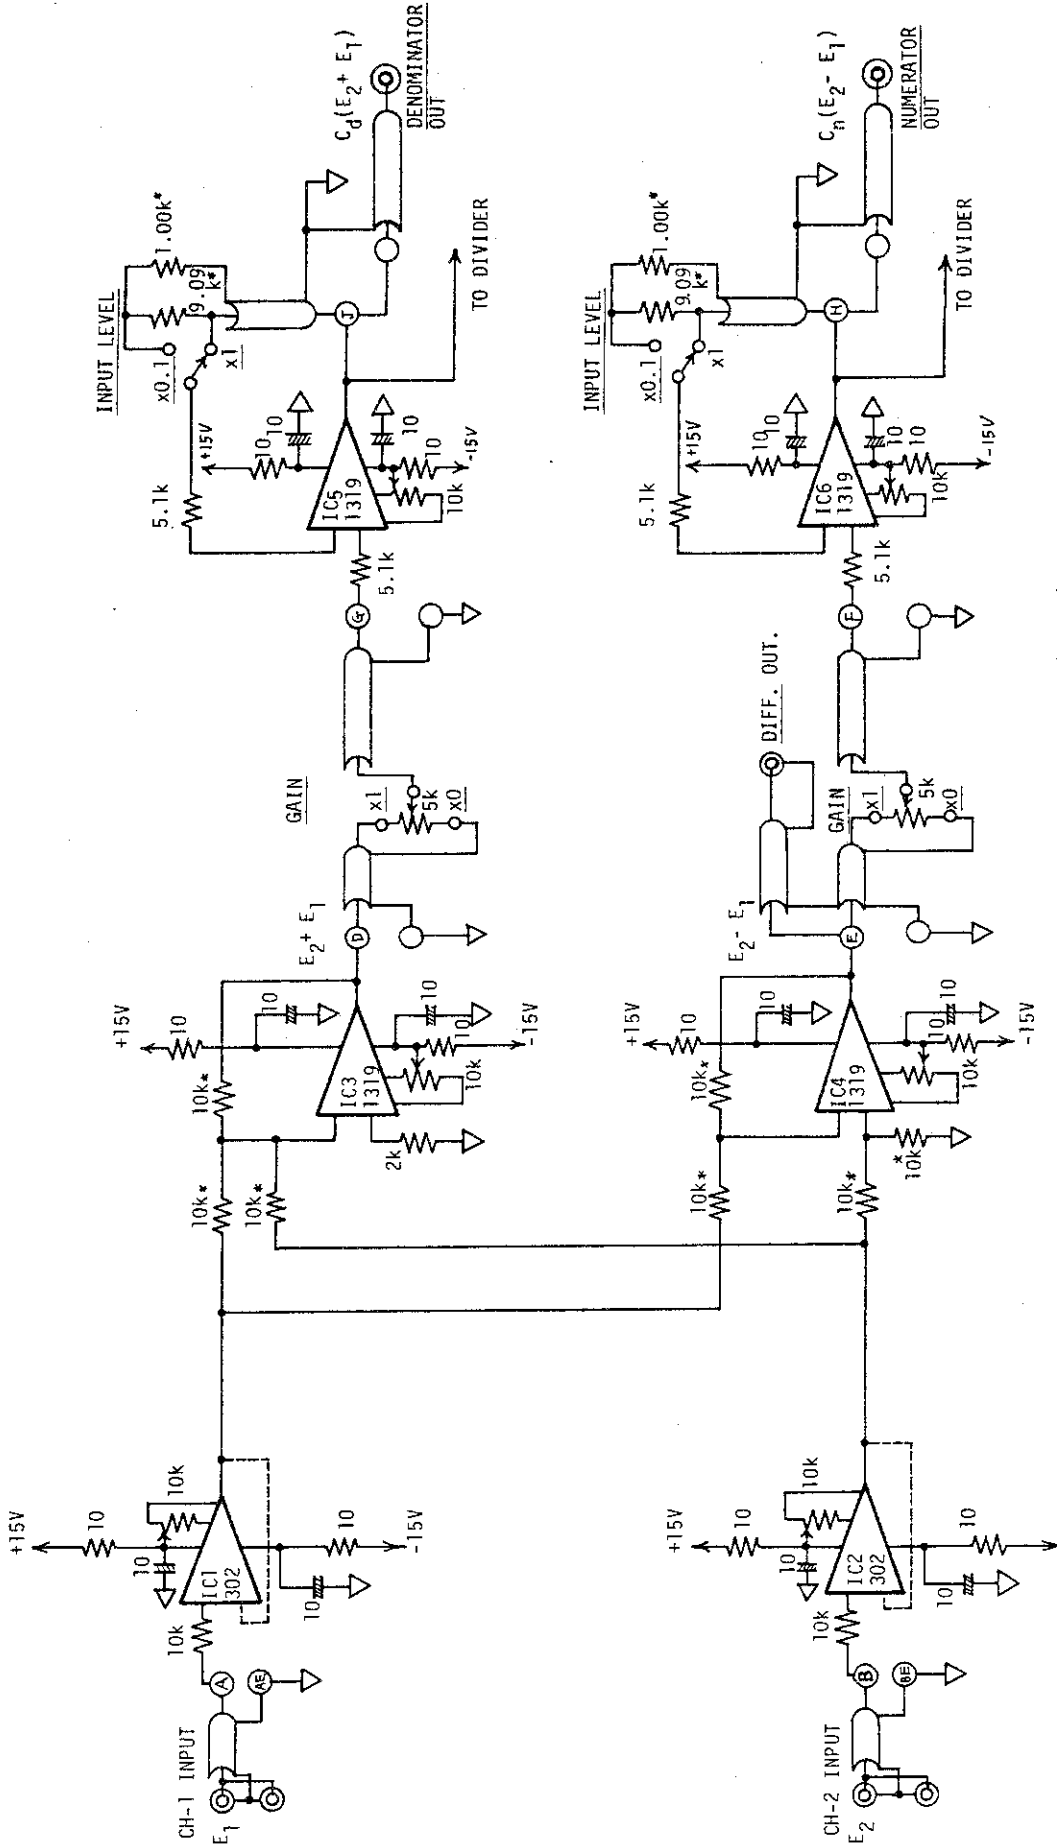 CH-1 INPUT
E1
A
AE
10k
IC1
302
10
10k
+15V
10
10
10
-15V
10k*
10k*
10k*
2k
IC3
1319
+15V
10
10
10
10
10k
-15V
E2+ E1
D
GAIN
x1
5k
x0
G
5.1k
IC5
1319
5.1k
+15V
10
10
10
10
10k
-15V
INPUT LEVEL
x0.1
x1
9.09
k*
1.00k*
J
TO DIVIDER
Cd(E2+ E1)
DENOMINATOR
OUT
CH-2 INPUT
E2
B
BE
10k
IC2
302
10
10k
+15V
10
10
10
10k*
10k*
10k*
*
10k
IC4
1319
+15V
10
10
10
10
10k
-15V
E2- E1
E
DIFF. OUT.
GAIN
x1
5k
x0
F
5.1k
IC6
1319
5.1k
+15V
10
10
10
10
10k
-15V
INPUT LEVEL
x0.1
x1
9.09
k*
1.00k*
H
TO DIVIDER
Cn(E2- E1)
NUMERATOR
OUT